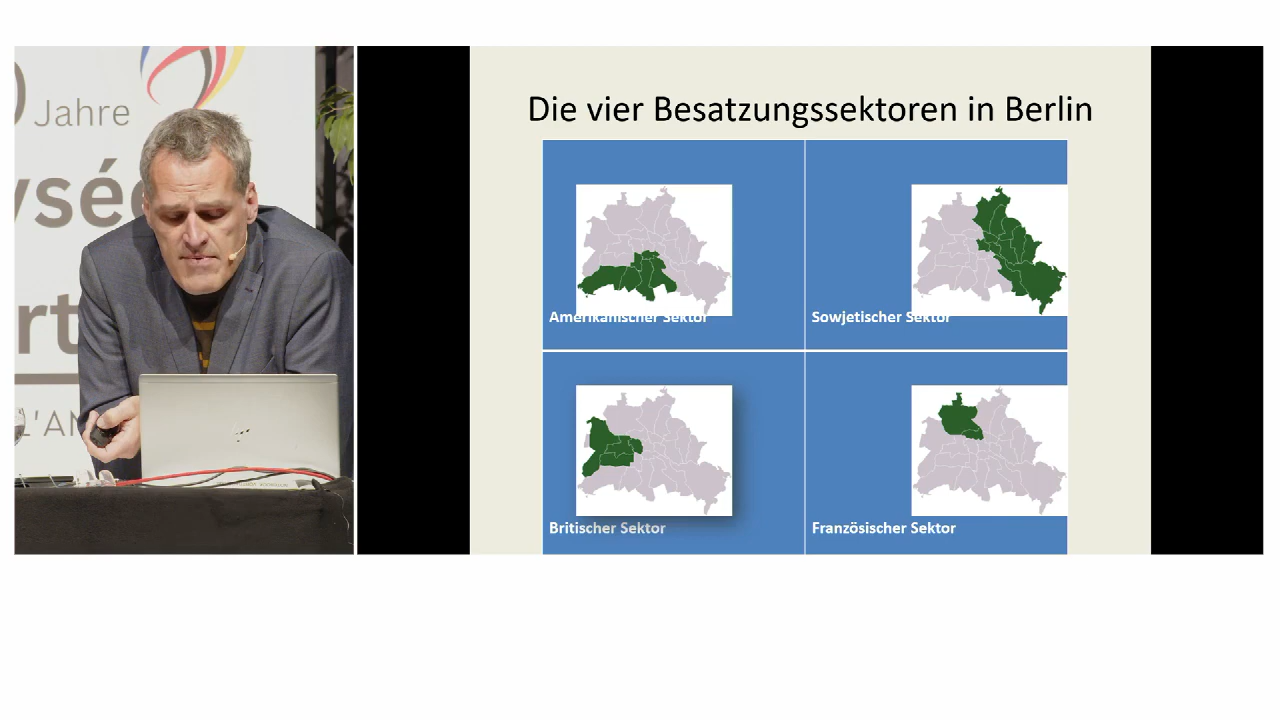 Jahre
Die vier Besatzungssektoren in Berlin
Amerikanischer Sektor
Sowjetischer Sektor
Britischer Sektor
Französischer Sektor